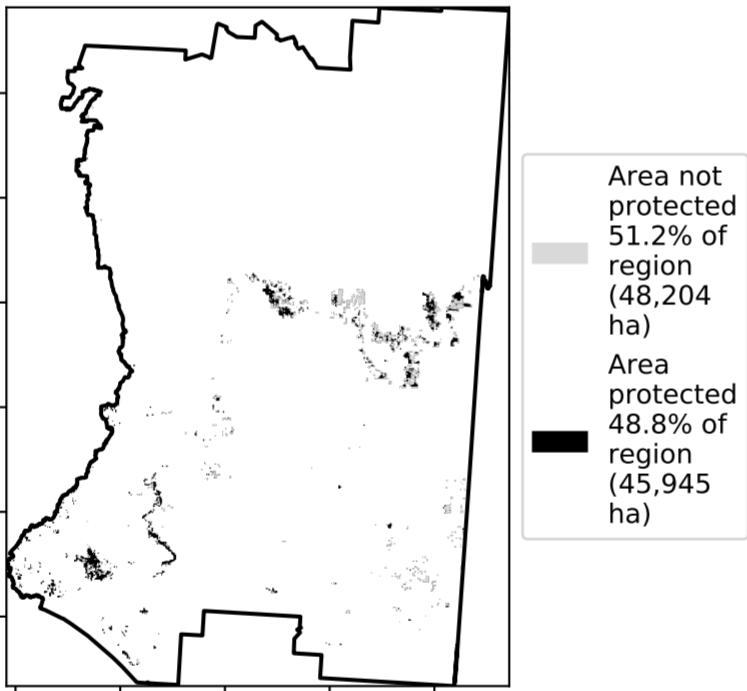 Area not
protected
51.2% of
region
(48,204
ha)
Area
protected
48.8% of
region
(45,945
ha)